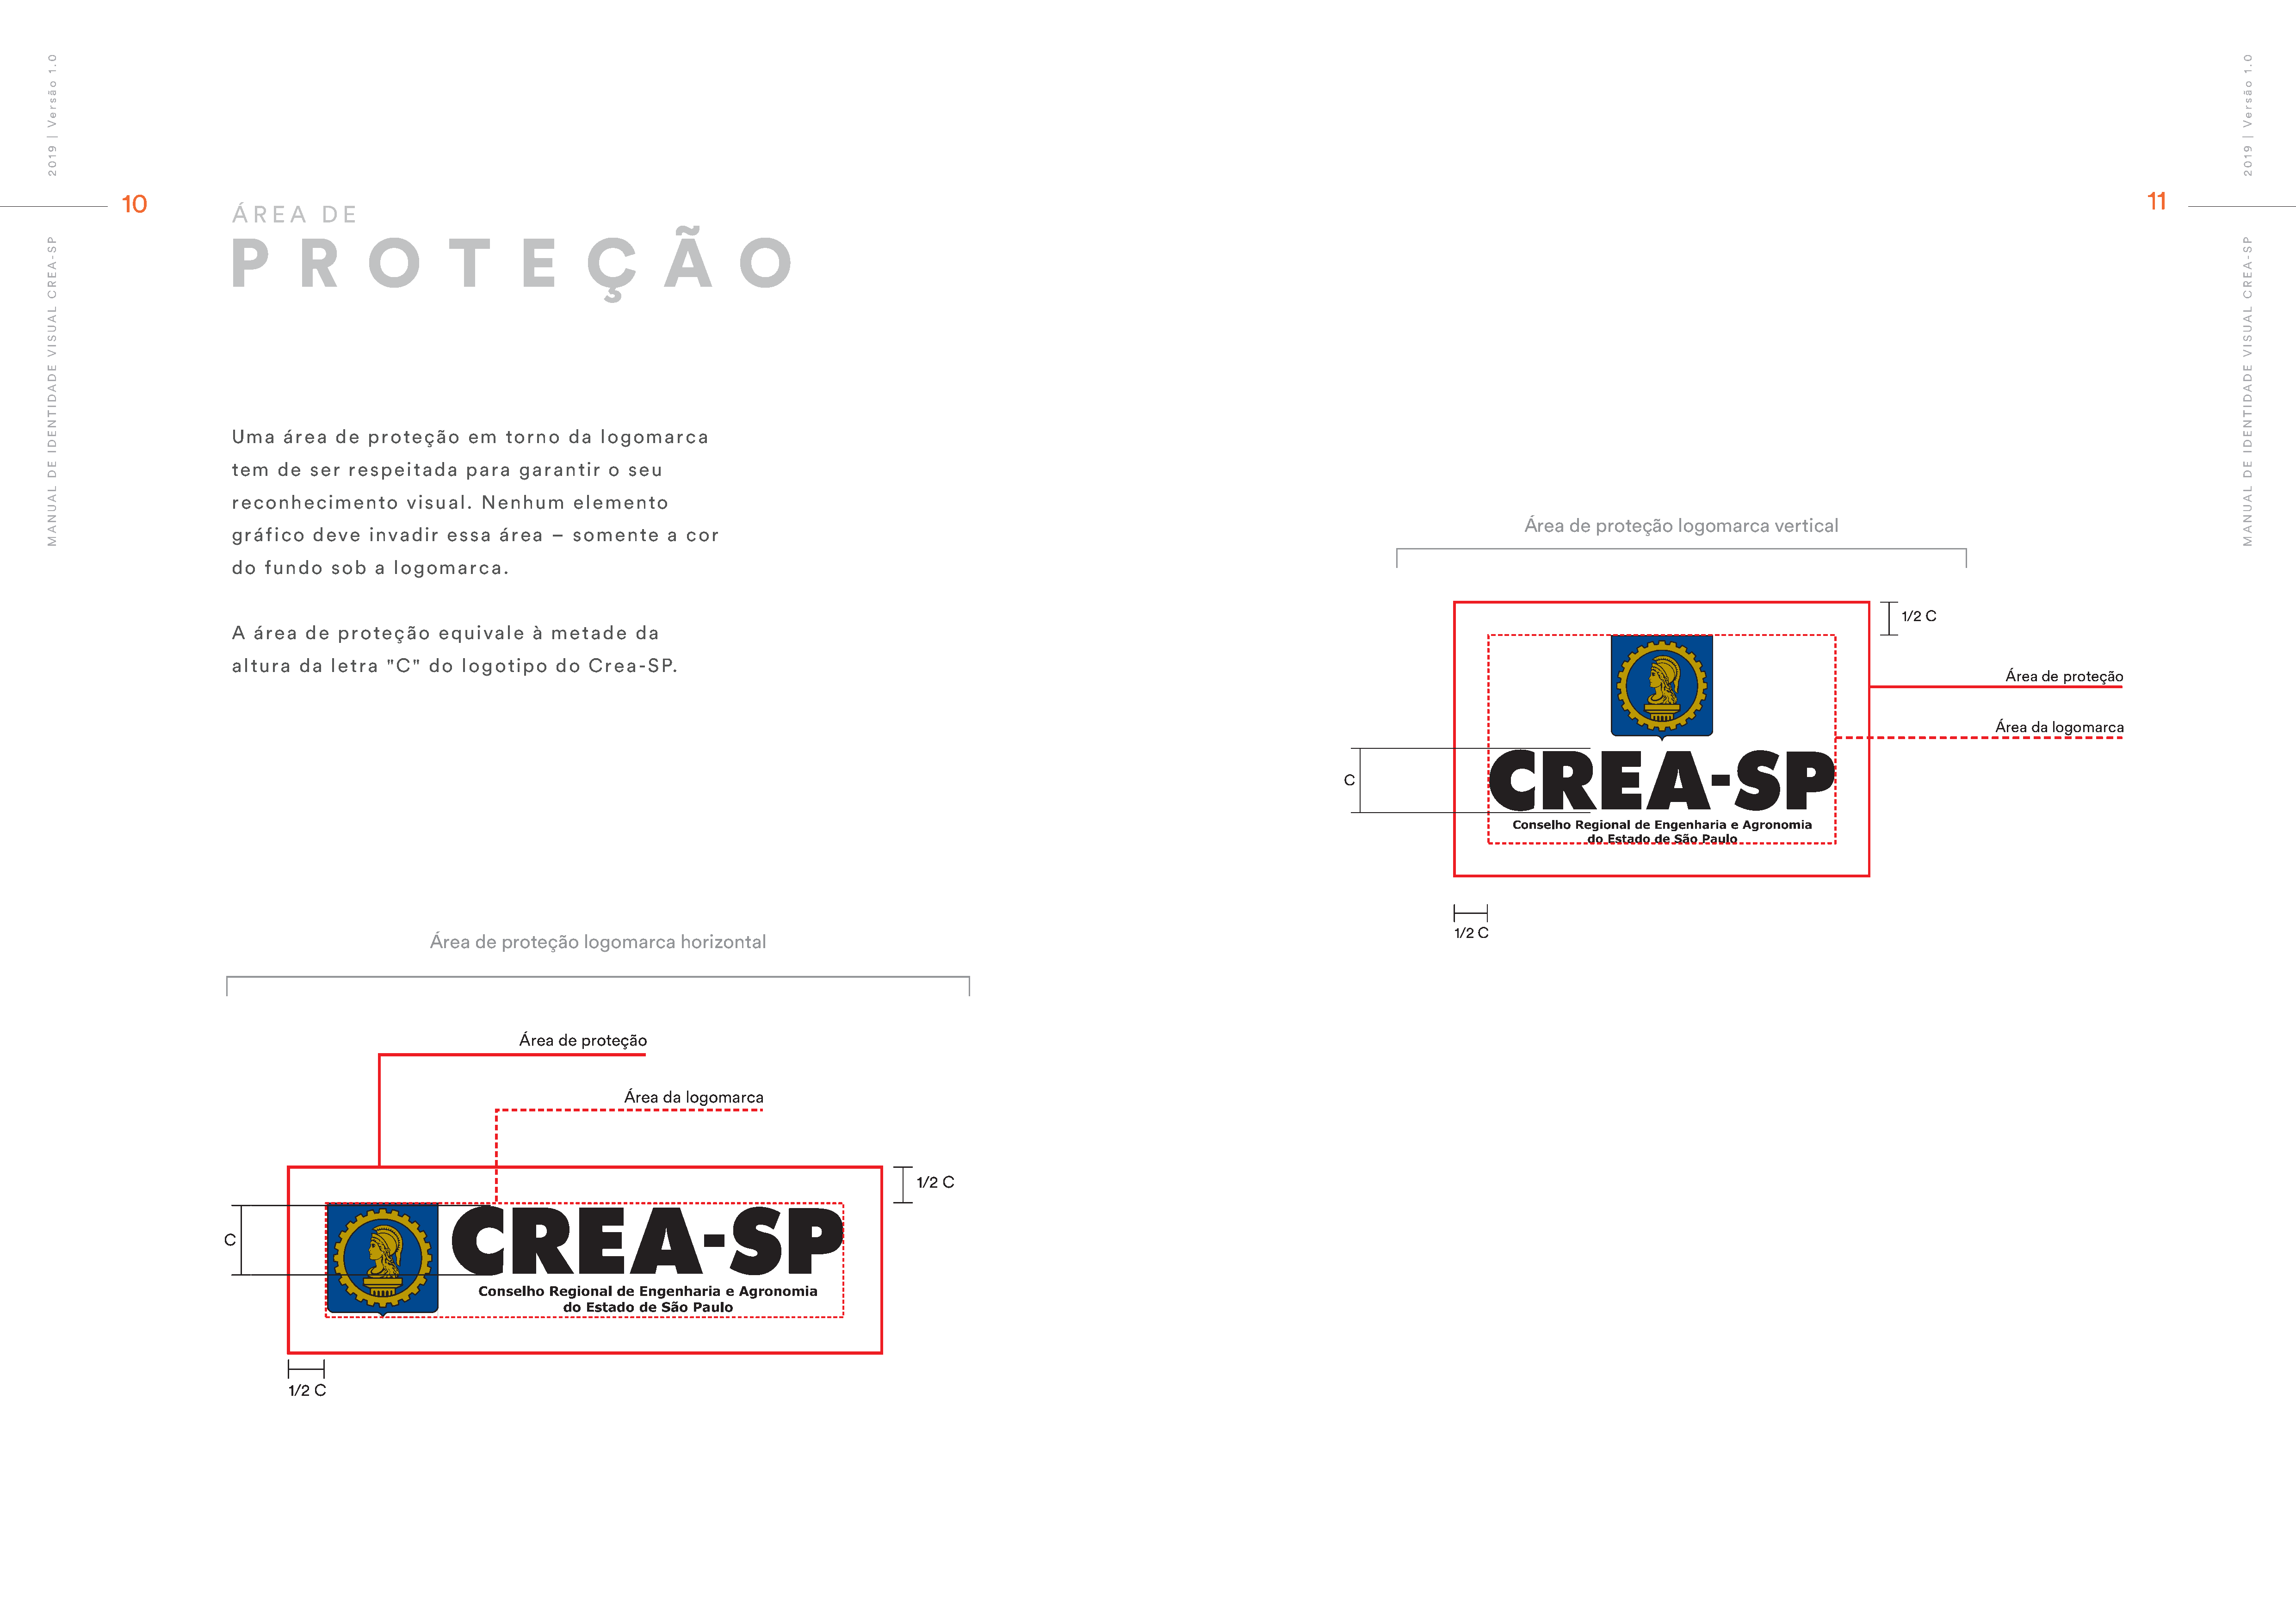 2019 | Versão 1.0
MANUAL DE IDENTIDADE VISUAL CREA-SP
10
ÁREA DE
PROTEÇÃO
Uma área de proteção em torno da logomarca
tem de ser respeitada para garantir o seu
reconhecimento visual. Nenhum elemento
gráfico deve invadir essa área – somente a cor
do fundo sob a logomarca.
A área de proteção equivale à metade da
altura da letra "C" do logotipo do Crea-SP.
Área de proteção logomarca horizontal
Área de proteção
Área da logomarca
1/2 C
C
CREA-SP
Conselho Regional de Engenharia e Agronomia
do Estado de São Paulo
1/2 C
2019 | Versão 1.0
MANUAL DE IDENTIDADE VISUAL CREA-SP
11
Área de proteção logomarca vertical
1/2 C
Área de proteção
Área da logomarca
C
CREA-SP
Conselho Regional de Engenharia e Agronomia
do Estado de São Paulo
1/2 C